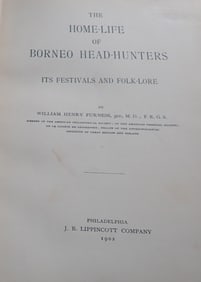 THE
HOME-LIFE
OF
BORNEO HEAD-HUNTERS
ITS FESTIVALS AND FOLK-LORE
BY
WILLIAM HENRY FURNESS, 3RD, M. D., F. R. G. S.
PHILADELPHIA
J. B. LIPPINCOTT COMPANY
1902